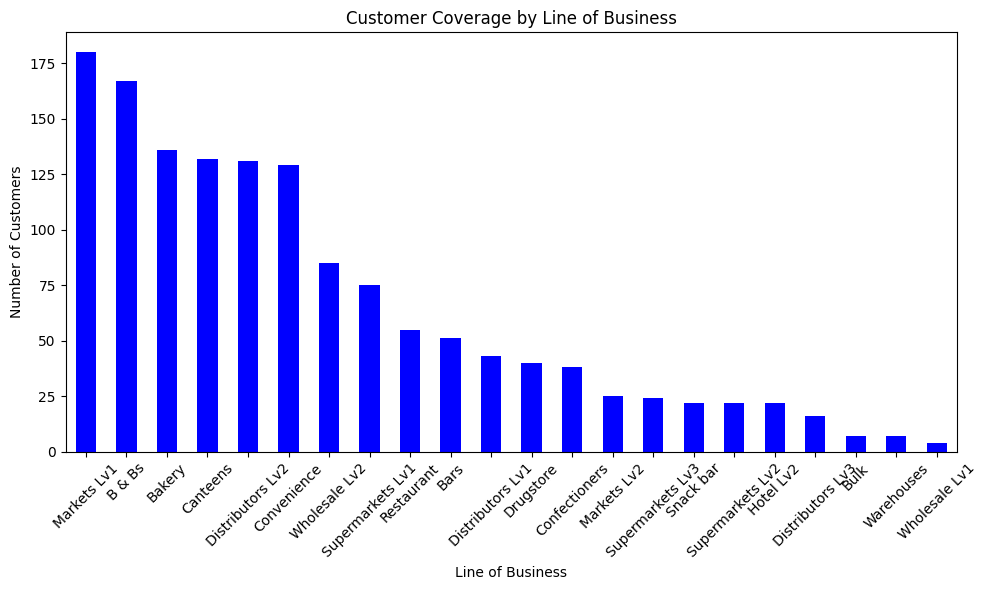 Customer Coverage by Line of Business
Number of Customers
175
150
125
100
75
50
25
0
Markets Lv1
B & Bs
Bakery
Canteens
Distributors Lv2
Convenience
Wholesale Lv2
Supermarkets Lv1
Restaurant
Bars
Distributors Lv1
Drugstore
Confectioners
Markets Lv2
Supermarkets Lv3
Snack bar
Supermarkets Lv2
Hotel Lv2
Distributors Lv3
Bulk
Warehouses
Wholesale Lv1
Line of Business